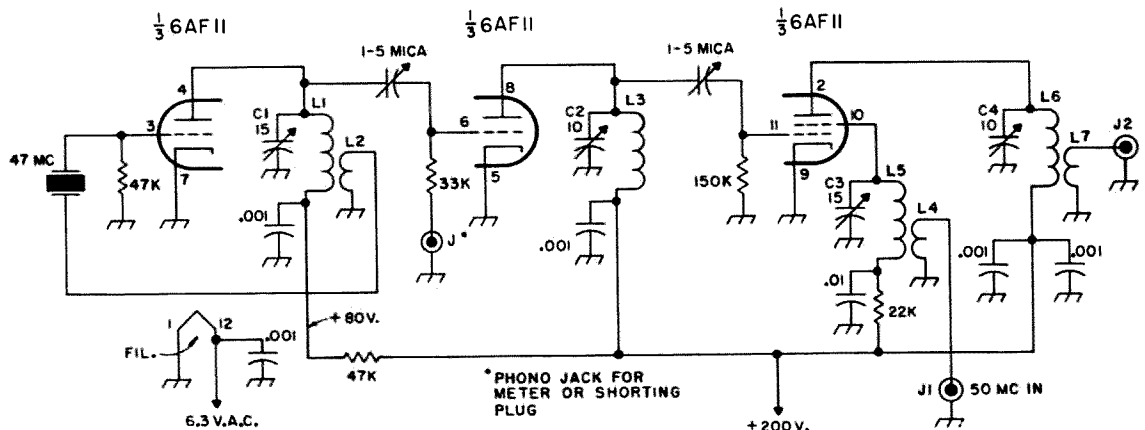 1/3 6AF11
1/3 6AF11
1/3 6AF11
1-5 MICA
1-5 MICA
4
8
2
C1
15
L1
C2
10
L3
C4
10
L6
3
6
11
10
L2
L7
J2
47 MC
47K
7
33K
5
150K
9
L5
C3
15
L4
.001
J*
.001
.001
.001
.01
22K
+80V.
1
12
.001
FIL.
47K
*PHONO JACK FOR
METER OR SHORTING
PLUG
J1
50 MC IN
6.3 V.A.C.
+200V.